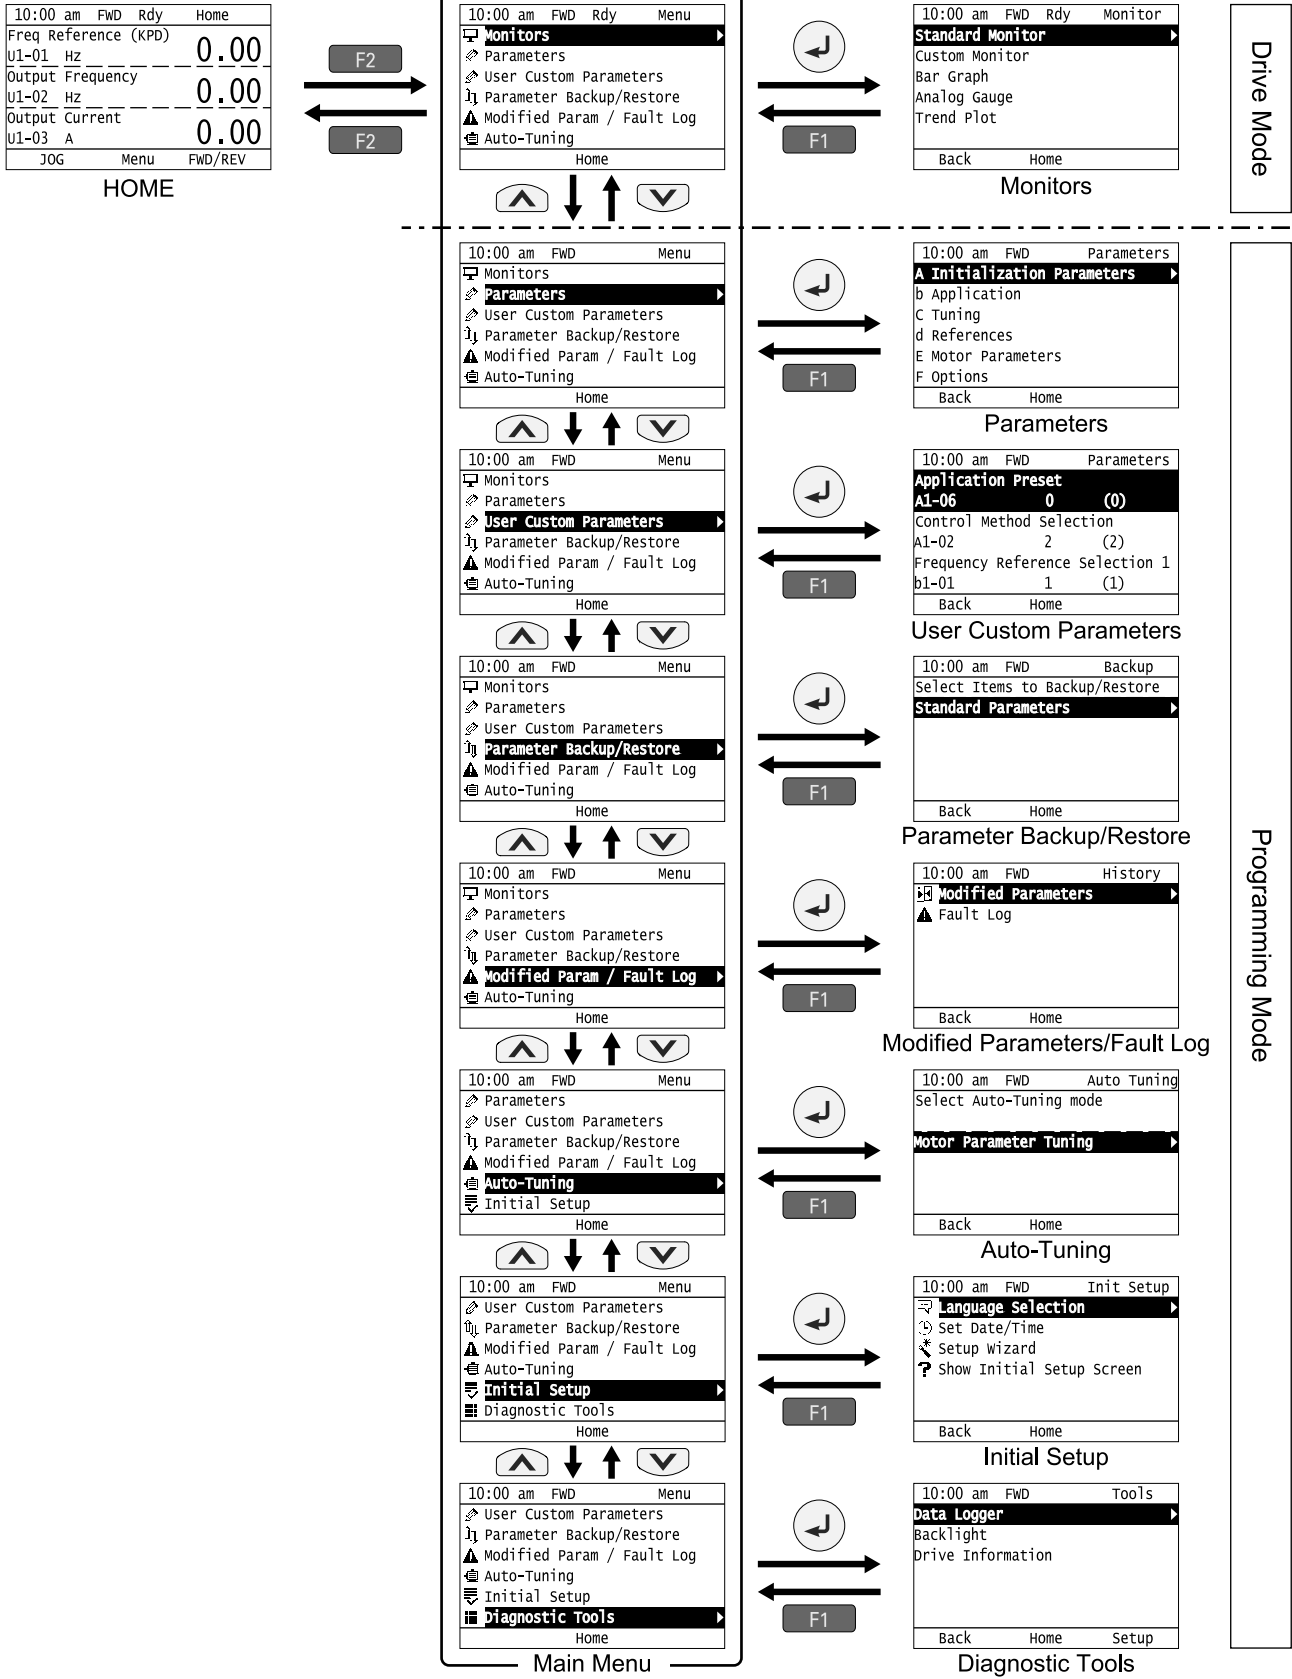 10:00 am FWD Rdy Home
Freq Reference (KPD)
U1-01 Hz 0.00
Output Frequency
U1-02 Hz 0.00
Output Current
U1-03 A 0.00
JOG Menu FWD/REV
HOME
F2
F2
10:00 am FWD Rdy Menu
Monitors
Parameters
User Custom Parameters
Parameter Backup/Restore
Modified Param / Fault Log
Auto-Tuning
Home
F1
10:00 am FWD Rdy Monitor
Standard Monitor
Custom Monitor
Bar Graph
Analog Gauge
Trend Plot
Back Home
Monitors
Drive Mode
10:00 am FWD Menu
Monitors
Parameters
User Custom Parameters
Parameter Backup/Restore
Modified Param / Fault Log
Auto-Tuning
Home
F1
10:00 am FWD Parameters
A Initialization Parameters
b Application
C Tuning
d References
E Motor Parameters
F Options
Back Home
Parameters
10:00 am FWD Menu
Monitors
Parameters
User Custom Parameters
Parameter Backup/Restore
Modified Param / Fault Log
Auto-Tuning
Home
F1
10:00 am FWD Parameters
Application Preset
A1-06 0 (0)
Control Method Selection
A1-02 2 (2)
Frequency Reference Selection 1
b1-01 1 (1)
Back Home
User Custom Parameters
10:00 am FWD Menu
Monitors
Parameters
User Custom Parameters
Parameter Backup/Restore
Modified Param / Fault Log
Auto-Tuning
Home
F1
10:00 am FWD Backup
Select Items to Backup/Restore
Standard Parameters
Back Home
Parameter Backup/Restore
10:00 am FWD Menu
Monitors
Parameters
User Custom Parameters
Parameter Backup/Restore
Modified Param / Fault Log
Auto-Tuning
Home
F1
10:00 am FWD History
Modified Parameters
Fault Log
Back Home
Modified Parameters/Fault Log
10:00 am FWD Menu
Parameters
User Custom Parameters
Parameter Backup/Restore
Modified Param / Fault Log
Auto-Tuning
Initial Setup
Home
F1
10:00 am FWD Auto Tuning
Select Auto-Tuning mode
Motor Parameter Tuning
Back Home
Auto-Tuning
10:00 am FWD Menu
User Custom Parameters
Parameter Backup/Restore
Modified Param / Fault Log
Auto-Tuning
Initial Setup
Diagnostic Tools
Home
F1
10:00 am FWD Init Setup
Language Selection
Set Date/Time
Setup Wizard
Show Initial Setup Screen
Back Home
Initial Setup
10:00 am FWD Menu
User Custom Parameters
Parameter Backup/Restore
Modified Param / Fault Log
Auto-Tuning
Initial Setup
Diagnostic Tools
Home
Main Menu
F1
10:00 am FWD Tools
Data Logger
Backlight
Drive Information
Back Home Setup
Diagnostic Tools
Programming Mode